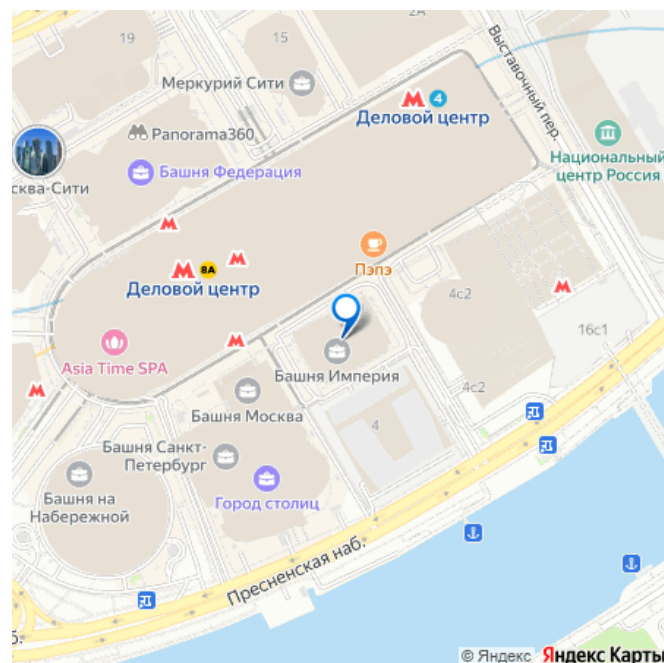 2А
19
15
Меркурий Сити
4
Деловой центр
Выставочный пер.
Panorama360
Национальный
центр Россия
сква-Сити
Башня Федерация
8А
Деловой центр
Пэпэ
4с2
16с1
Asia Time SPA
Башня Империя
4с2
Башня Москва
4
Башня Санкт-
Петербург
Башня на
Набережной
Город столиц
Пресненская наб.
б.
© Яндекс Яндекс Карты